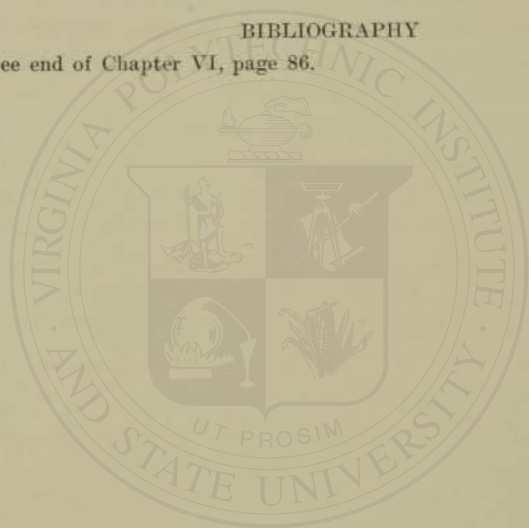 BIBLIOGRAPHY
ee end of Chapter VI, page 86.
VIRGINIA POLYTECHNIC INSTITUTE
AND STATE UNIVERSITY
UT PROSIM